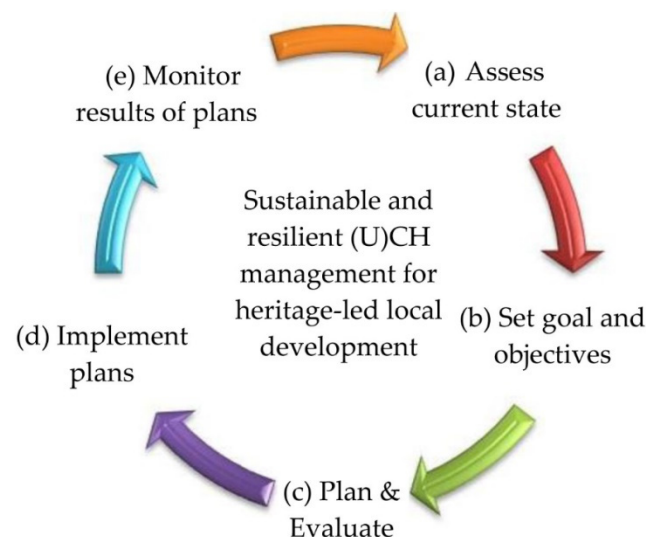 (a) Assess
current state
(b) Set goal and
objectives
(c) Plan &
Evaluate
(d) Implement
plans
(e) Monitor
results of plans
Sustainable and
resilient (U)CH
management for
heritage-led local
development